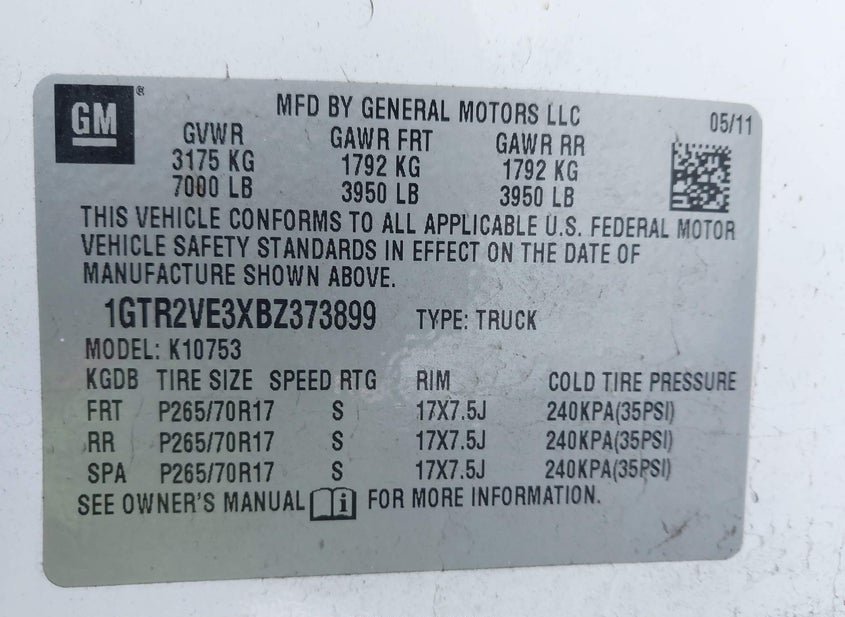 GM®
MFD BY GENERAL MOTORS LLC 05/11
GVWR GAWR FRT GAWR RR
3175 KG 1792 KG 1792 KG
7000 LB 3950 LB 3950 LB
THIS VEHICLE CONFORMS TO ALL APPLICABLE U.S. FEDERAL MOTOR
VEHICLE SAFETY STANDARDS IN EFFECT ON THE DATE OF
MANUFACTURE SHOWN ABOVE.
1GTR2VE3XBZ373899 TYPE: TRUCK
MODEL: K10753
KGDB TIRE SIZE SPEED RTG RIM COLD TIRE PRESSURE
FRT P265/70R17 S 17X7.5J 240KPA(35PSI)
RR P265/70R17 S 17X7.5J 240KPA(35PSI)
SPA P265/70R17 S 17X7.5J 240KPA(35PSI)
SEE OWNER'S MANUAL i FOR MORE INFORMATION.